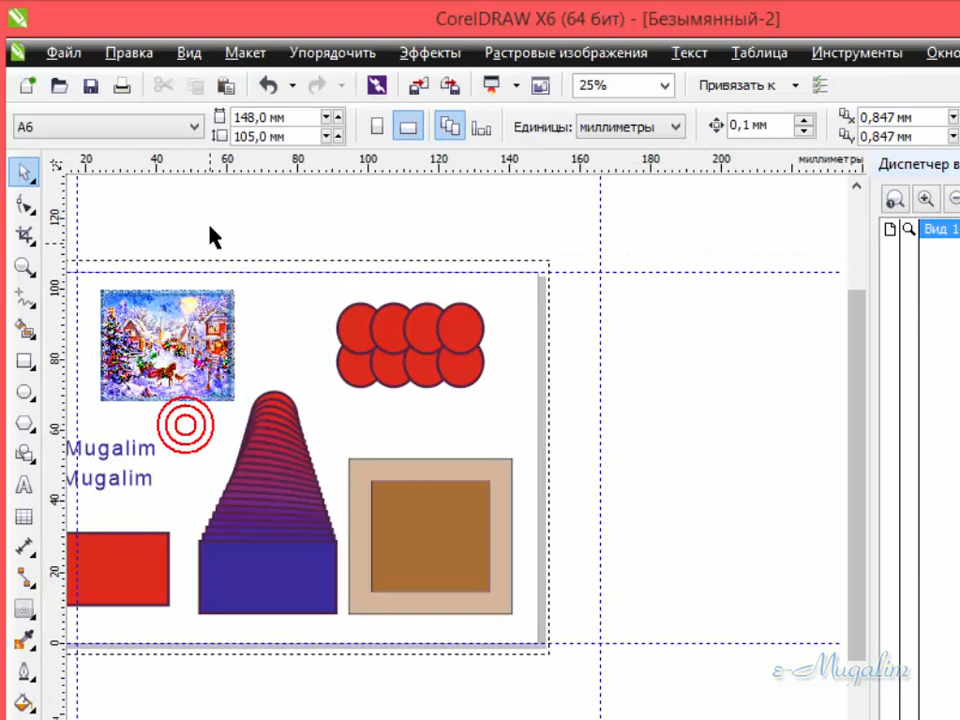 CorelDRAW X6 (64 бит) - [Безымянный-2]
Файл Правка Вид Макет Упорядочить Эффекты Растровые изображения Текст Таблица Инструменты Окно
25% Привязать к
A6 148,0 мм 105,0 мм Единицы: миллиметры 0,1 мм 0,847 мм 0,847 мм
20 40 60 80 100 120 140 160 180 200 миллиметры
Диспетчер в
120
100
80
60
40
20
0
Вид 1
Mugalim
Mugalim
ε-Mugalim